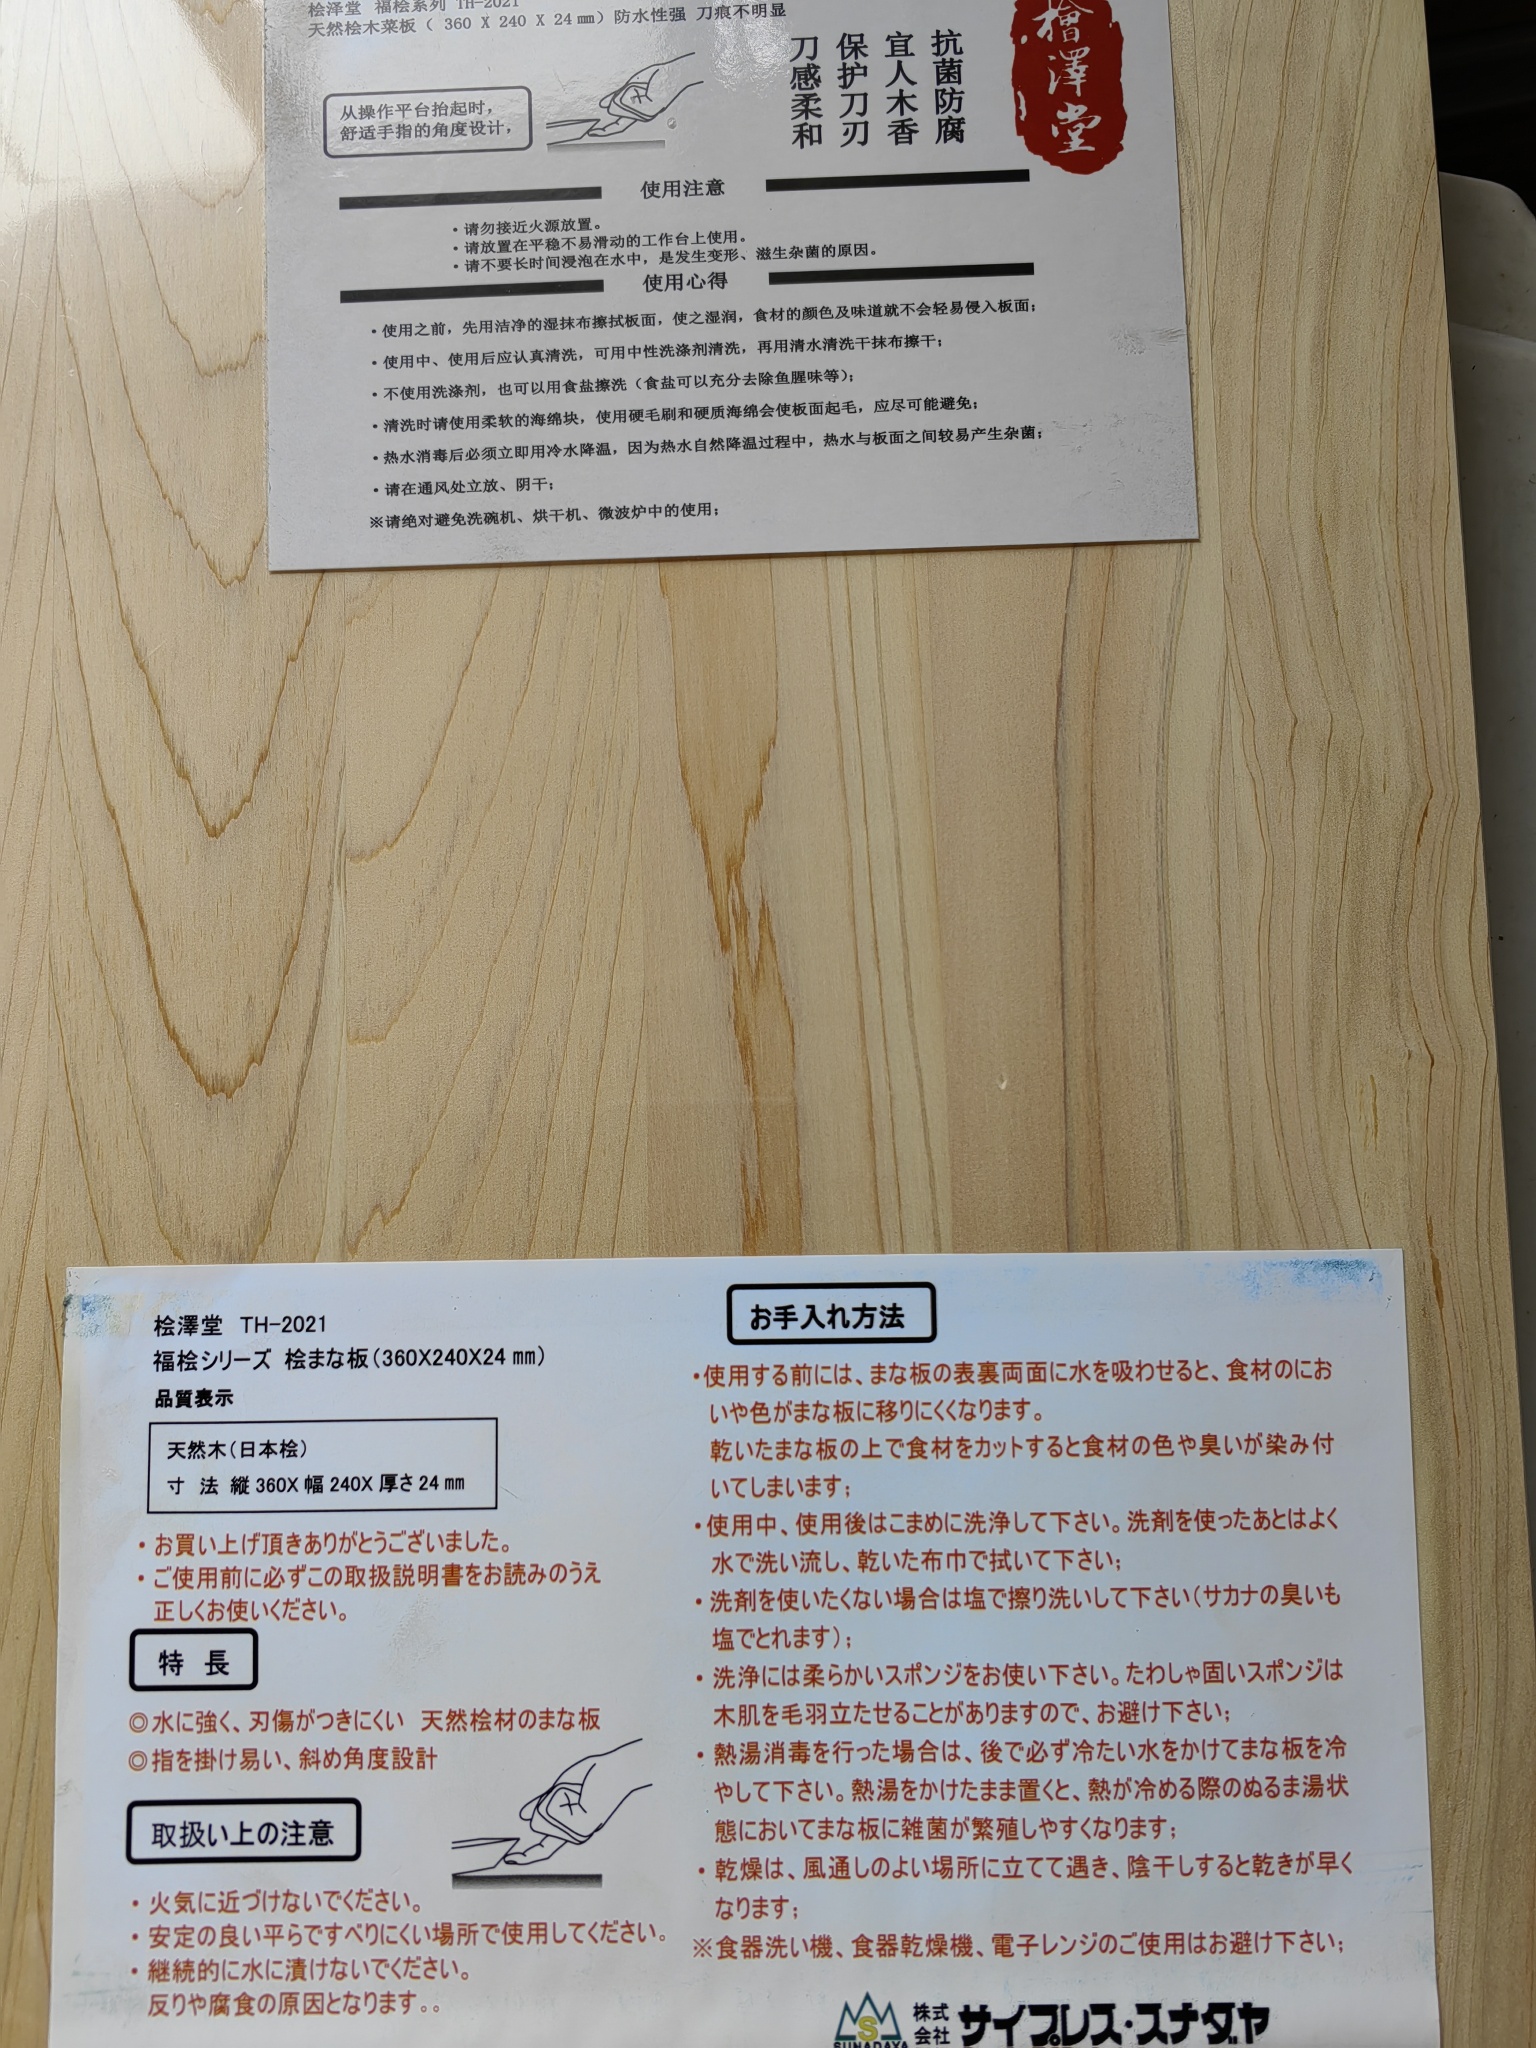 桧泽堂 福桧系列 TH-2021
天然桧木菜板（ 360 X 240 X 24 ㎜）防水性强 刀痕不明显
从操作平台抬起时，
舒适手指的角度设计，
抗菌防腐
宜人木香
保护刀刃
刀感柔和
檜澤堂
使用注意
・请勿接近火源放置。
・请放置在平稳不易滑动的工作台上使用。
・请不要长时间浸泡在水中，是发生变形、滋生杂菌的原因。
使用心得
・使用之前，先用洁净的湿抹布擦拭板面，使之湿润，食材的颜色及味道就不会轻易侵入板面；
・使用中、使用后应认真清洗，可用中性洗涤剂清洗，再用清水清洗干抹布擦干；
・不使用洗涤剂，也可以用食盐擦洗（食盐可以充分去除鱼腥味等）；
・清洗时请使用柔软的海绵块，使用硬毛刷和硬质海绵会使板面起毛，应尽可能避免；
・热水消毒后必须立即用冷水降温，因为热水自然降温过程中，热水与板面之间较易产生杂菌；
・请在通风处立放、阴干；
※请绝对避免洗碗机、烘干机、微波炉中的使用；
桧澤堂 TH-2021
福桧シリーズ 桧まな板（360X240X24 ㎜）
品質表示
天然木（日本桧）
寸 法 縦 360X 幅 240X 厚さ 24 ㎜
・お買い上げ頂きありがとうございました。
・ご使用前に必ずこの取扱説明書をお読みのうえ
正しくお使いください。
特 長
◎水に強く、刃傷がつきにくい 天然桧材のまな板
◎指を掛け易い、斜め角度設計
取扱い上の注意
・火気に近づけないでください。
・安定の良い平らですべりにくい場所で使用してください。
・継続的に水に漬けないでください。
反りや腐食の原因となります。。
お手入れ方法
・使用する前には、まな板の表裏両面に水を吸わせると、食材のにお
いや色がまな板に移りにくくなります。
乾いたまな板の上で食材をカットすると食材の色や臭いが染み付
いてしまいます；
・使用中、使用後はこまめに洗浄して下さい。洗剤を使ったあとはよく
水で洗い流し、乾いた布巾で拭いて下さい；
・洗剤を使いたくない場合は塩で擦り洗いして下さい（サカナの臭いも
塩でとれます）；
・洗浄には柔らかいスポンジをお使い下さい。たわしゃ固いスポンジは
木肌を毛羽立たせることがありますので、お避け下さい；
・熱湯消毒を行った場合は、後で必ず冷たい水をかけてまな板を冷
やして下さい。熱湯をかけたまま置くと、熱が冷める際のぬるま湯状
態においてまな板に雑菌が繁殖しやすくなります；
・乾燥は、風通しのよい場所に立てて遇き、陰干しすると乾きが早く
なります；
※食器洗い機、食器乾燥機、電子レンジのご使用はお避け下さい；
S
SUNADAYA
株式会社 サイプレス・スナダヤ